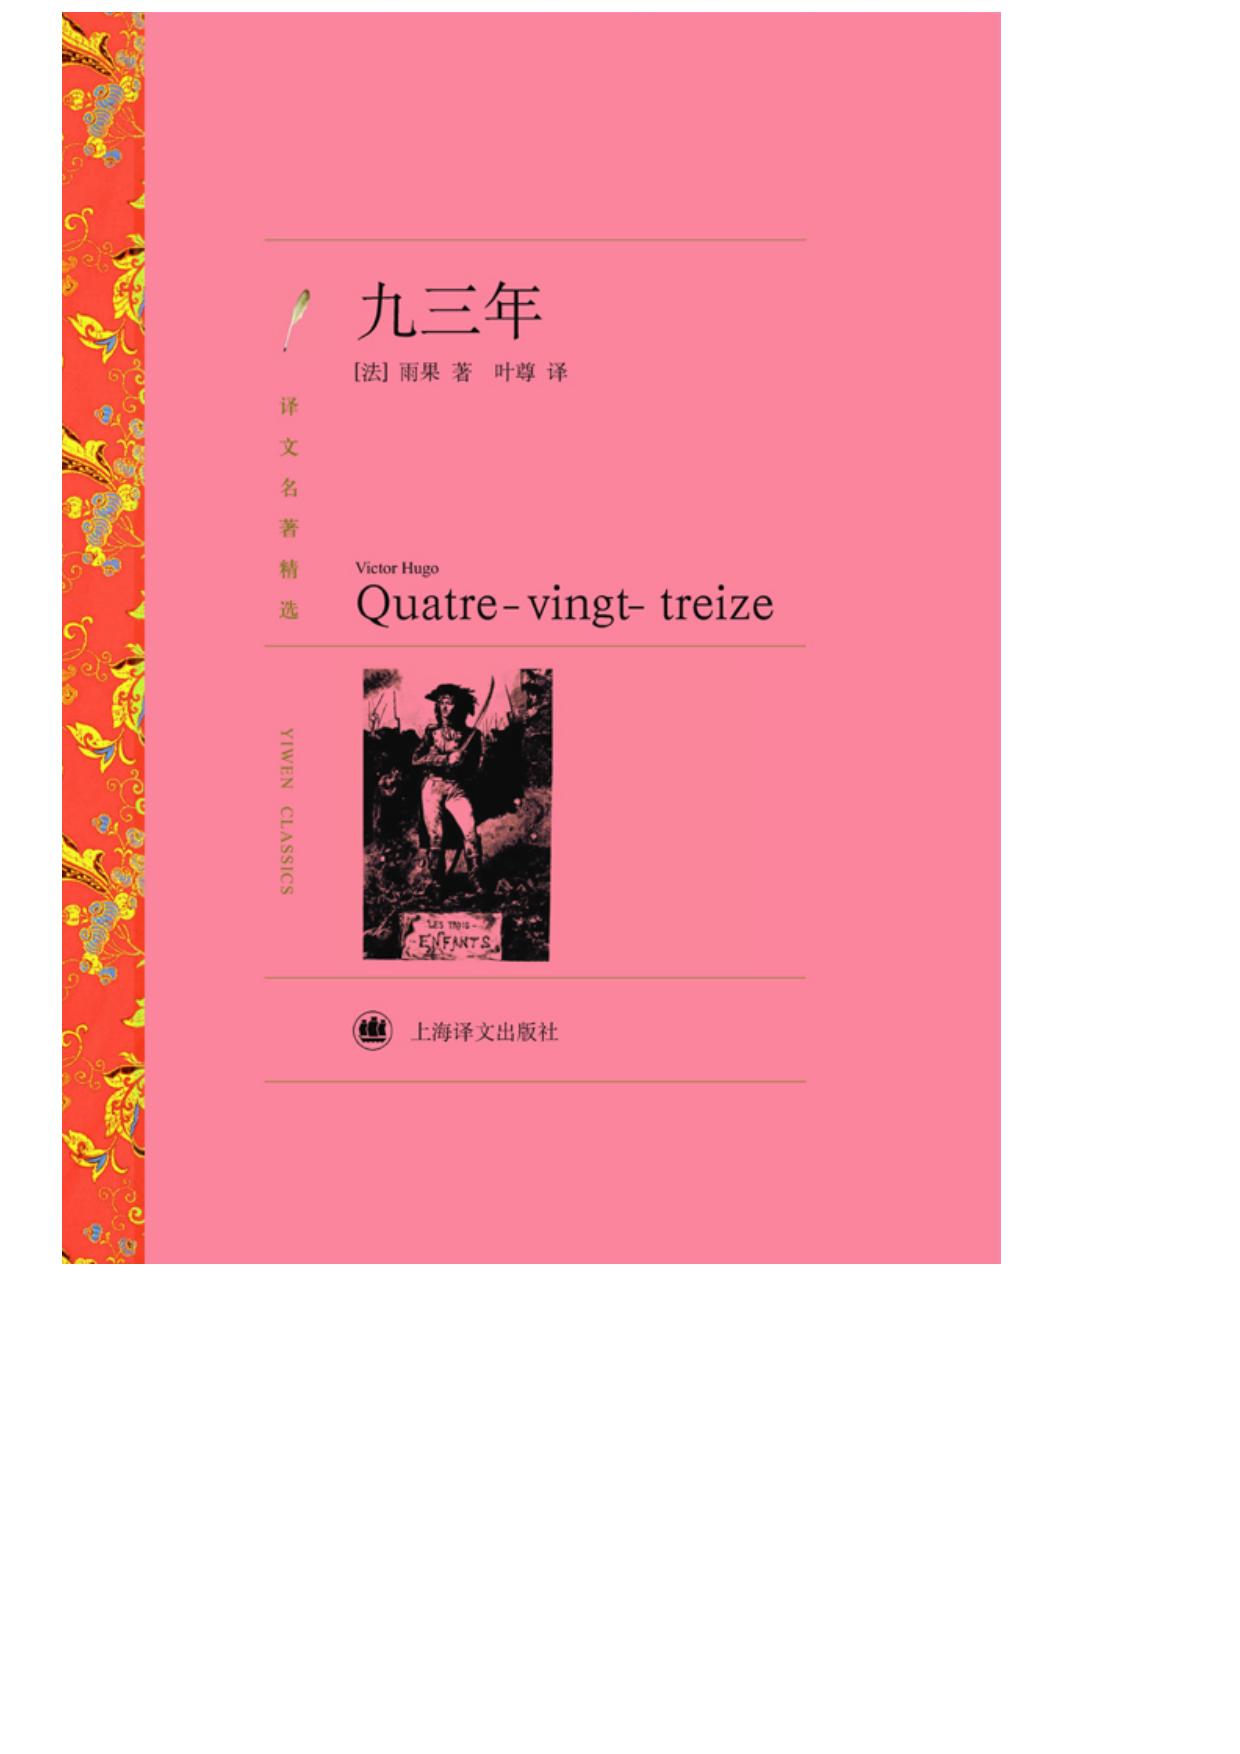 九三年
[法] 雨果 著 叶尊 译
译文名著精选
Victor Hugo
Quatre-vingt-treize
YIWEN CLASSICS
LES TROIS-
ENFANTS
上海译文出版社